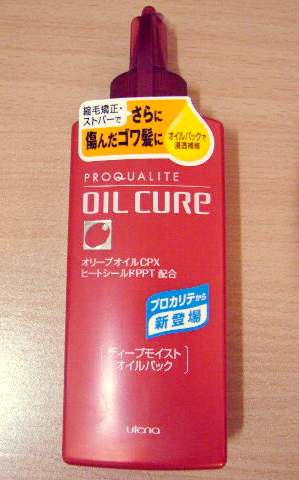 縮毛矯正・
ストパーで
さらに
傷んだゴワ髪に
オイルパックで
浸透補修
PROQUALITE
OIL CURe
オリーブオイルCPX
ヒートシールドPPT 配合
プロカリテから
新登場
ディープモイスト
オイルパック
utena